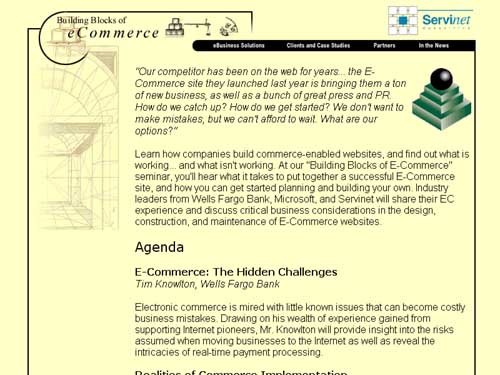 Building Blocks of
eCommerce
Servinet
eBusiness Solutions Clients and Case Studies Partners In the News
"Our competitor has been on the web for years... the E-
Commerce site they launched last year is bringing them a ton
of new business, as well as a bunch of great press and PR.
How do we catch up? How do we get started? We don't want to
make mistakes, but we can't afford to wait. What are our
options?"
Learn how companies build commerce-enabled websites, and find out what is
working... and what isn't working. At our "Building Blocks of E-Commerce"
seminar, you'll hear what it takes to put together a successful E-Commerce
site, and how you can get started planning and building your own. Industry
leaders from Wells Fargo Bank, Microsoft, and Servinet will share their EC
experience and discuss critical business considerations in the design,
construction, and maintenance of E-Commerce websites.
Agenda
E-Commerce: The Hidden Challenges
Tim Knowlton, Wells Fargo Bank
Electronic commerce is mired with little known issues that can become costly
business mistakes. Drawing on his wealth of experience gained from
supporting Internet pioneers, Mr. Knowlton will provide insight into the risks
assumed when moving businesses to the Internet as well as reveal the
intricacies of real-time payment processing.
Realities of Commerce Implementation